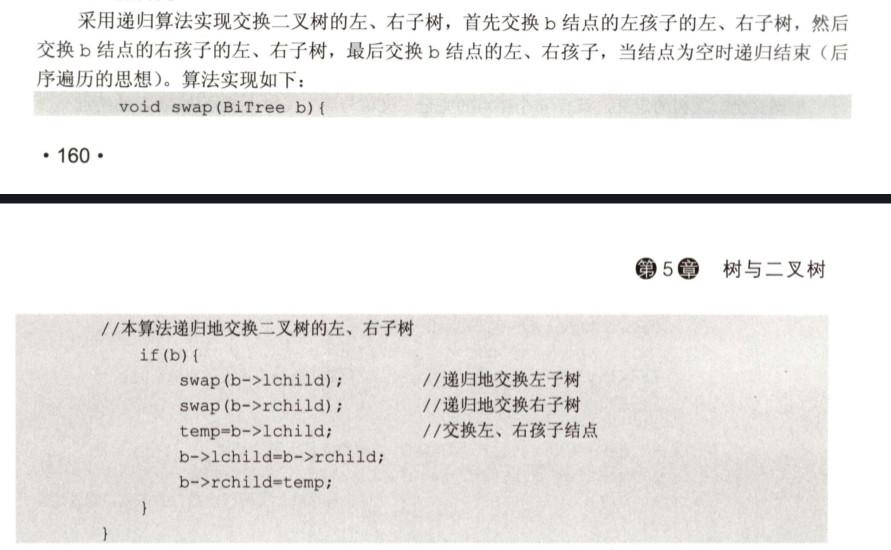 采用递归算法实现交换二叉树的左、右子树，首先交换 b 结点的左孩子的左、右子树，然后
交换 b 结点的右孩子的左、右子树，最后交换 b 结点的左、右孩子，当结点为空时递归结束（后
序遍历的思想）。算法实现如下：
void swap(BiTree b){
·160·
第5章 树与二叉树
//本算法递归地交换二叉树的左、右子树
if(b){
swap(b->lchild); //递归地交换左子树
swap(b->rchild); //递归地交换右子树
temp=b->lchild; //交换左、右孩子结点
b->lchild=b->rchild;
b->rchild=temp;
}
}